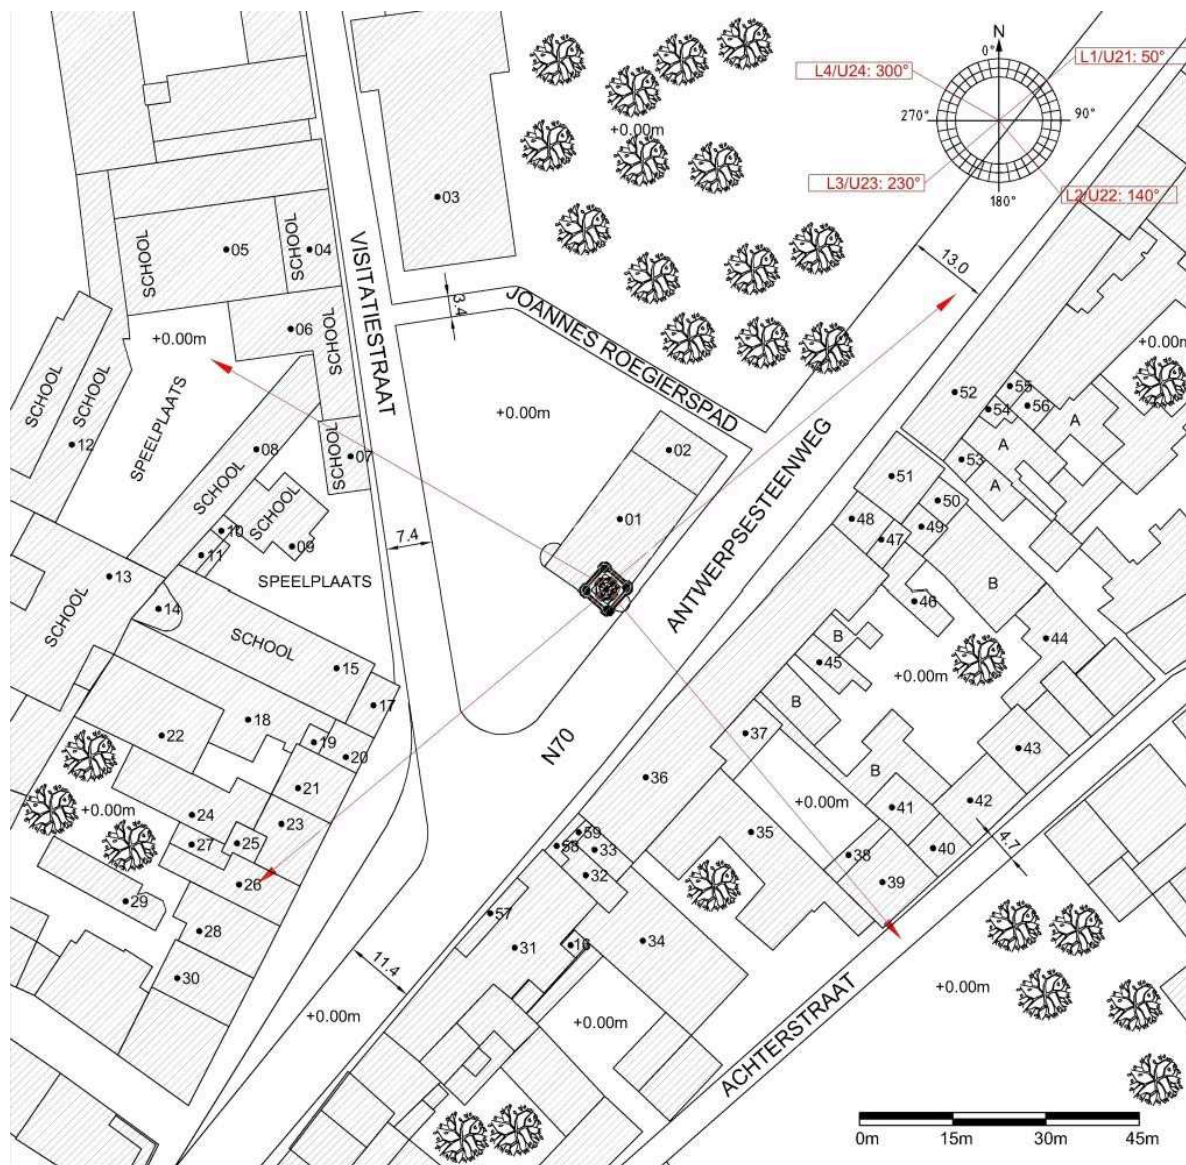 N
0°
L1/U21: 50°
L4/U24: 300°
270°
90°
+0.00m
L3/U23: 230°
180°
L2/U22: 140°
03
05
SCHOOL
SCHOOL
04
VISITATIESTRAAT
13.0
3.4
JOANNES ROEGIERSPAD
06
SCHOOL
+0.00m
+0.00m
SCHOOL
SCHOOL
SPEELPLAATS
12
+0.00m
52
55
54
56
A
A
A
53
08
SCHOOL
SCHOOL
07
02
ANTWERPSESTEENWEG
51
50
48
49
47
01
10
SCHOOL
09
11
7.4
SPEELPLAATS
13
SCHOOL
14
SCHOOL
15
46
B
B
44
45
+0.00m
B
17
18
22
19
20
37
N70
43
36
21
B
+0.00m
41
42
24
23
+0.00m
35
59
58
33
25
27
38
40
4.7
26
32
39
29
57
28
31
16
34
11.4
30
+0.00m
+0.00m
+0.00m
ACHTERSTRAAT
0m
15m
30m
45m